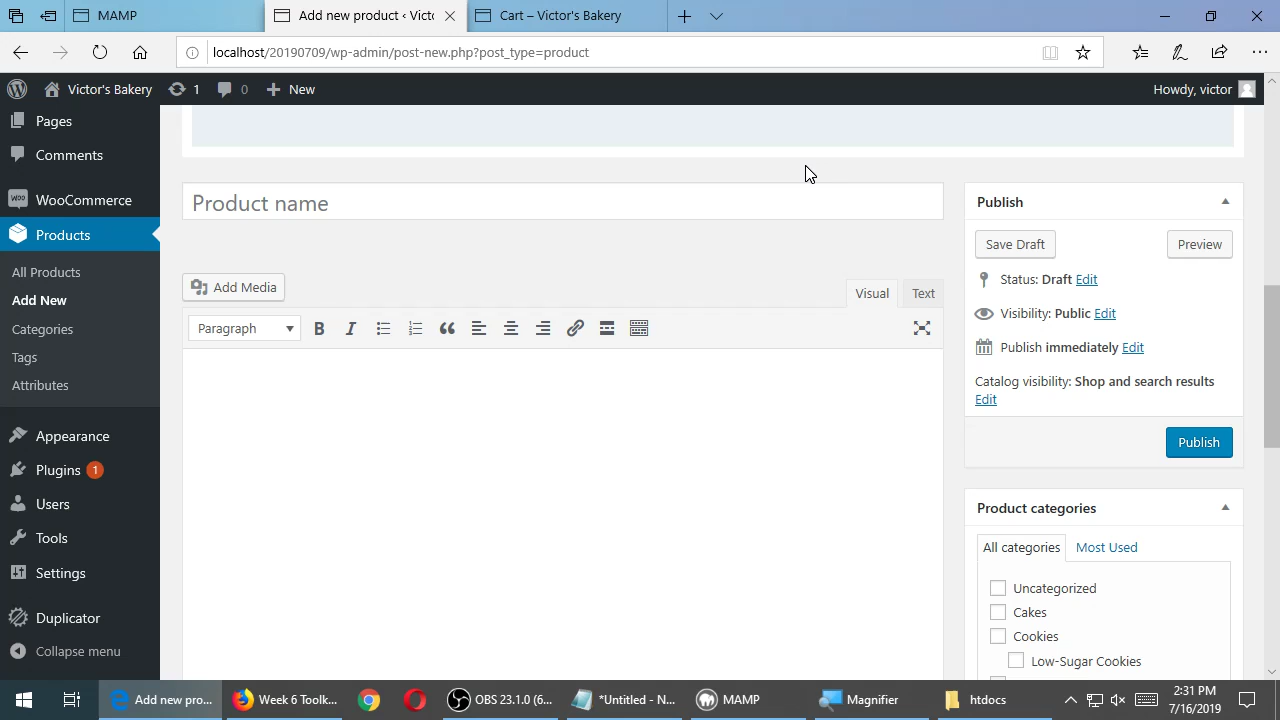 MAMP
Add new product ‹ Victo
Cart – Victor's Bakery
localhost/20190709/wp-admin/post-new.php?post_type=product
Victor's Bakery
1
0
New
Howdy, victor
Pages
Comments
WOO
WooCommerce
Products
All Products
Add New
Categories
Tags
Attributes
Appearance
Plugins 1
Users
Tools
Settings
Duplicator
Collapse menu
Product name
Add Media
Visual
Text
Paragraph
Publish
Save Draft
Preview
Status: Draft Edit
Visibility: Public Edit
Publish immediately Edit
Catalog visibility: Shop and search results
Edit
Publish
Product categories
All categories
Most Used
Uncategorized
Cakes
Cookies
Low-Sugar Cookies
Add new pro...
Week 6 Toolk...
OBS 23.1.0 (6...
*Untitled - N...
MAMP
Magnifier
htdocs
2:31 PM
7/16/2019